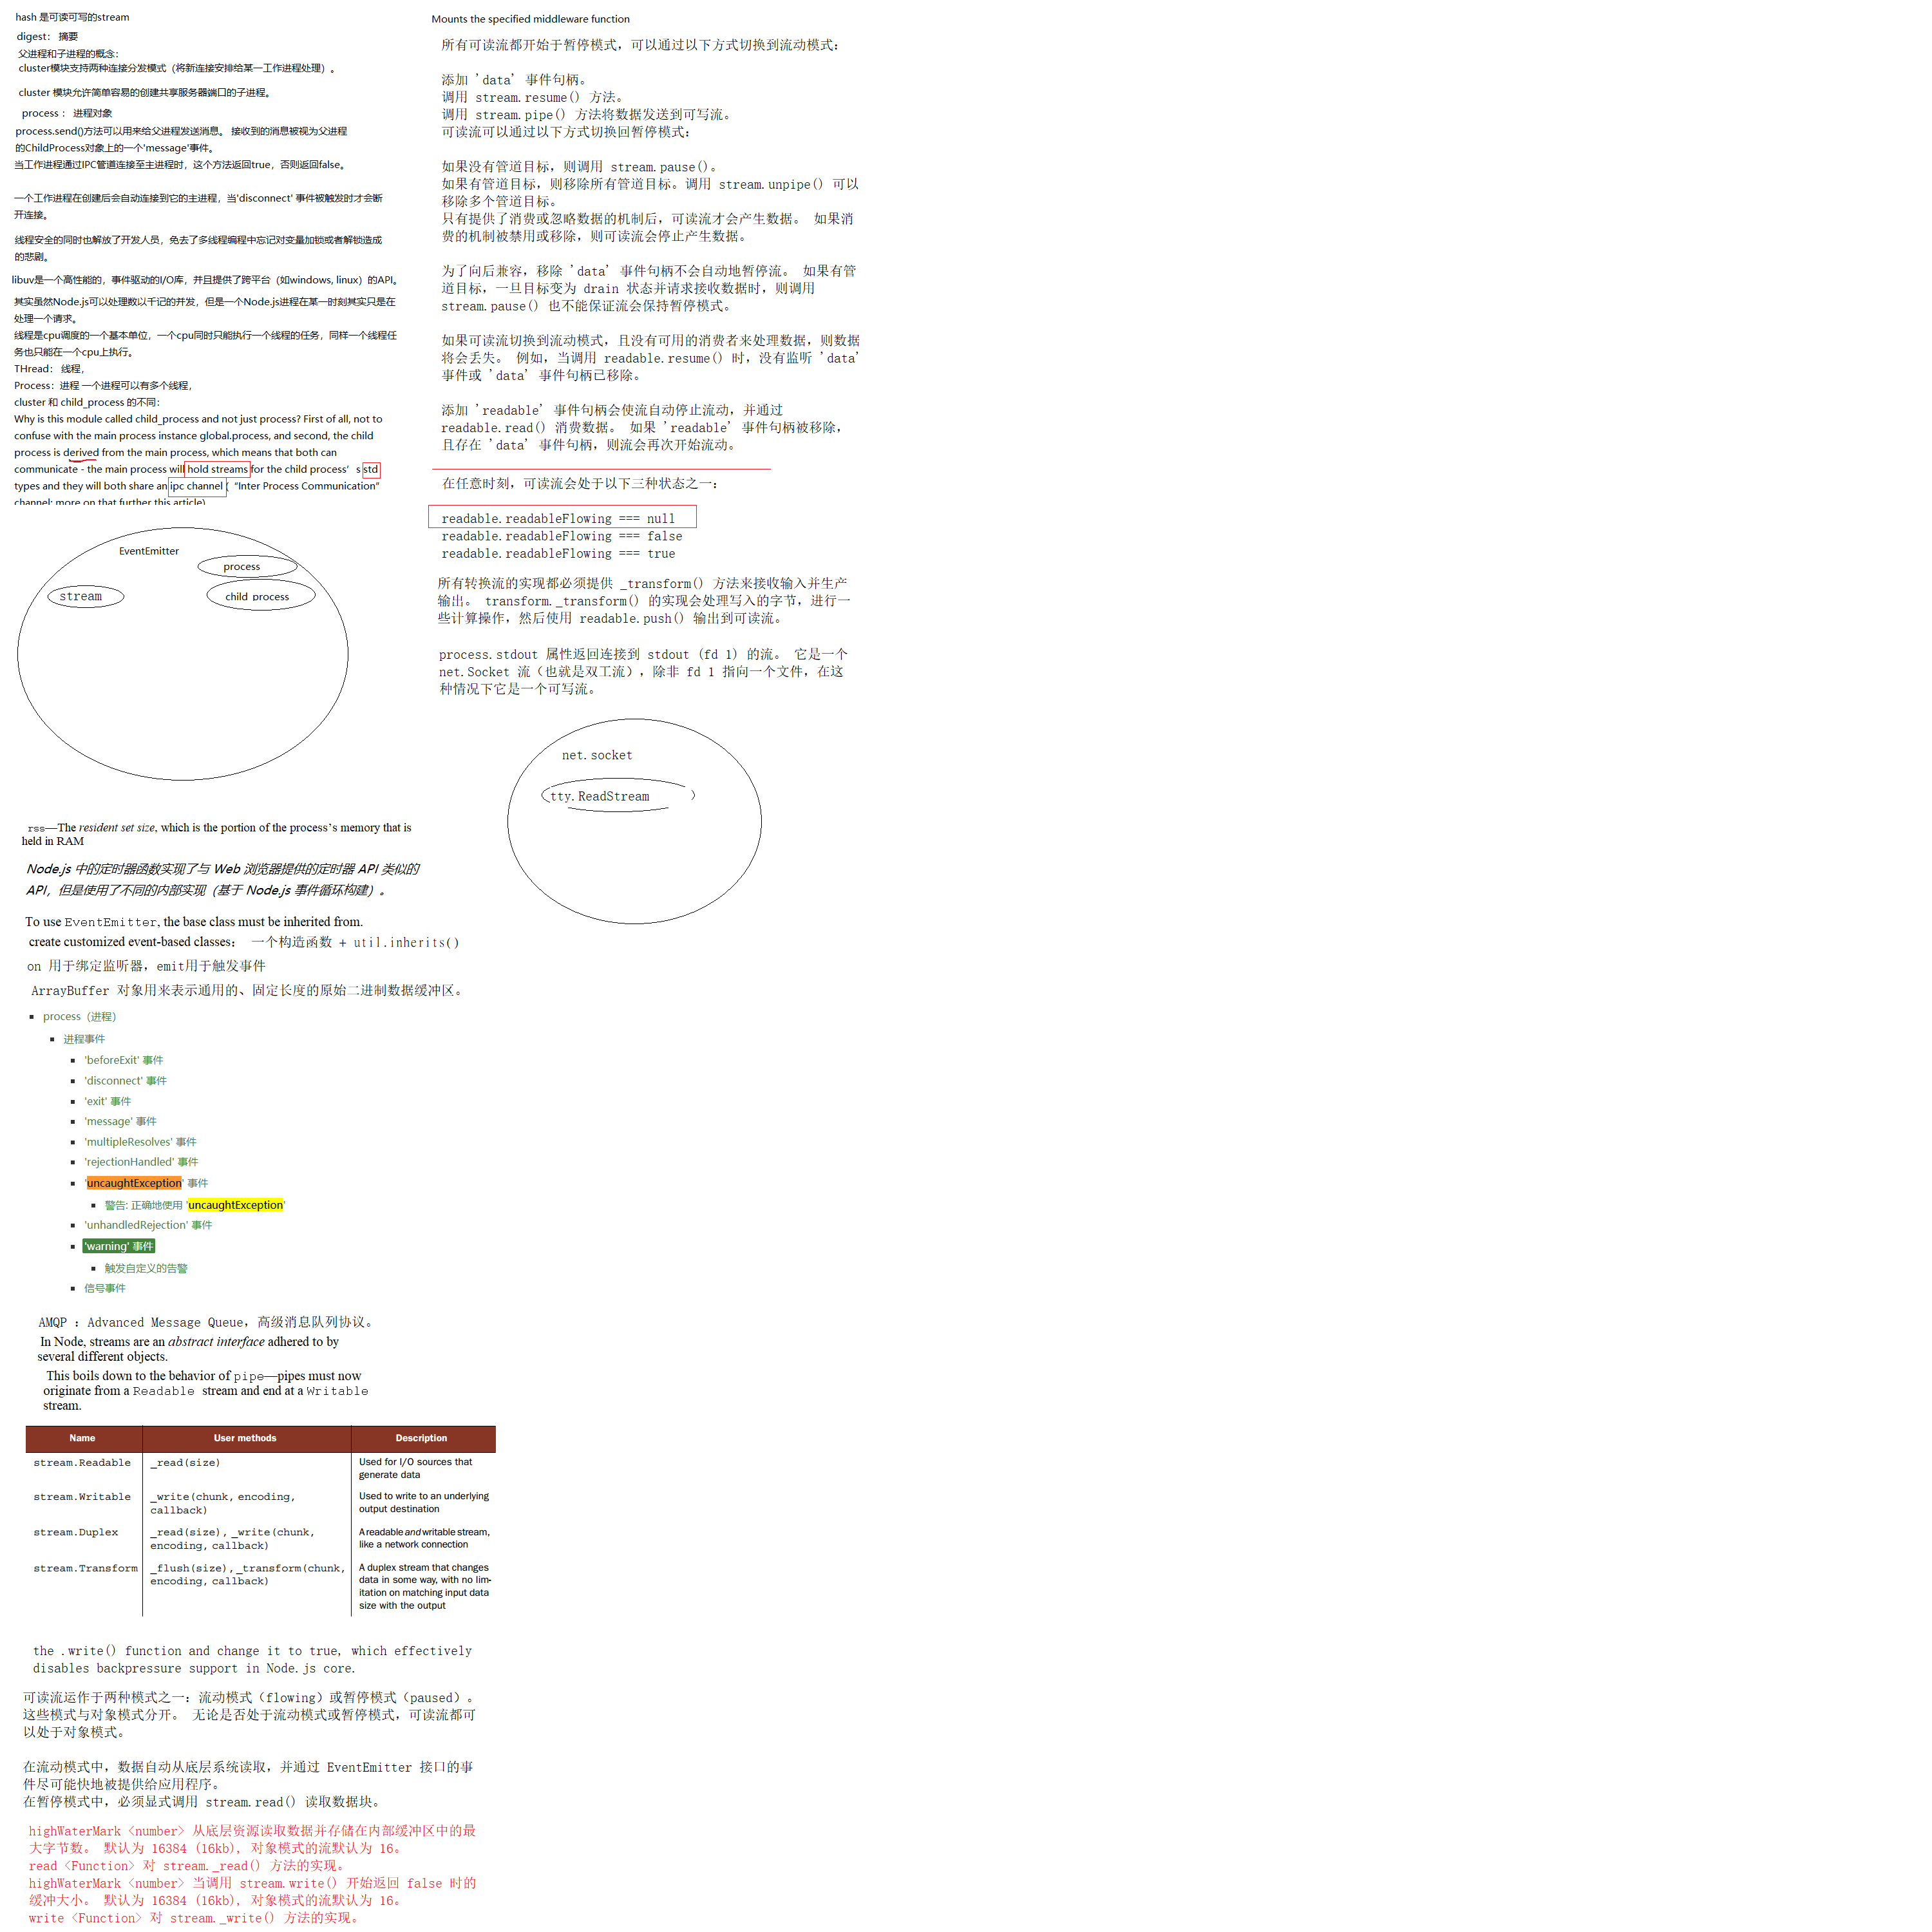 hash 是可读可写的stream
digest： 摘要
父进程和子进程的概念：
cluster模块支持两种连接分发模式（将新连接安排给某一工作进程处理）。
cluster 模块允许简单容易的创建共享服务器端口的子进程。
process ： 进程对象
process.send()方法可以用来给父进程发送消息。 接收到的消息被视为父进程
的ChildProcess对象上的一个'message'事件。
当工作进程通过IPC管道连接至主进程时，这个方法返回true，否则返回false。
一个工作进程在创建后会自动连接到它的主进程，当'disconnect' 事件被触发时才会断
开连接。
线程安全的同时也解放了开发人员，免去了多线程编程中忘记对变量加锁或者解锁造成
的悲剧。
libuv是一个高性能的，事件驱动的I/O库，并且提供了跨平台（如windows, linux）的API。
其实虽然Node.js可以处理数以千记的并发，但是一个Node.js进程在某一时刻其实只是在
处理一个请求。
线程是cpu调度的一个基本单位，一个cpu同时只能执行一个线程的任务，同样一个线程任
务也只能在一个cpu上执行。
THread： 线程，
Process：进程 一个进程可以有多个线程，
cluster 和 child_process 的不同：
Why is this module called child_process and not just process? First of all, not to
confuse with the main process instance global.process, and second, the child
process is derived from the main process, which means that both can
communicate - the main process will hold streams for the child process’ s std
types and they will both share an ipc channel ( “Inter Process Communication”
channel; more on that further this article)
EventEmitter
process
stream
child_process
rss—The resident set size, which is the portion of the process’s memory that is
held in RAM
Node.js 中的定时器函数实现了与 Web 浏览器提供的定时器 API 类似的
API，但是使用了不同的内部实现（基于 Node.js 事件循环构建）。
To use EventEmitter, the base class must be inherited from.
create customized event-based classes： 一个构造函数 + util.inherits()
on 用于绑定监听器，emit用于触发事件
ArrayBuffer 对象用来表示通用的、固定长度的原始二进制数据缓冲区。
process（进程）
进程事件
'beforeExit' 事件
'disconnect' 事件
'exit' 事件
'message' 事件
'multipleResolves' 事件
'rejectionHandled' 事件
'uncaughtException' 事件
警告: 正确地使用 'uncaughtException'
'unhandledRejection' 事件
'warning' 事件
触发自定义的告警
信号事件
AMQP ：Advanced Message Queue，高级消息队列协议。
In Node, streams are an abstract interface adhered to by
several different objects.
This boils down to the behavior of pipe—pipes must now
originate from a Readable stream and end at a Writable
stream.
Name User methods Description
stream.Readable _read(size) Used for I/O sources that
generate data
stream.Writable _write(chunk, encoding, Used to write to an underlying
callback) output destination
stream.Duplex _read(size), _write(chunk, A readable and writable stream,
encoding, callback) like a network connection
stream.Transform _flush(size), _transform(chunk, A duplex stream that changes
encoding, callback) data in some way, with no lim-
itation on matching input data
size with the output
the .write() function and change it to true, which effectively
disables backpressure support in Node.js core.
可读流运作于两种模式之一：流动模式（flowing）或暂停模式（paused）。
这些模式与对象模式分开。 无论是否处于流动模式或暂停模式，可读流都可
以处于对象模式。
在流动模式中，数据自动从底层系统读取，并通过 EventEmitter 接口的事
件尽可能快地被提供给应用程序。
在暂停模式中，必须显式调用 stream.read() 读取数据块。
highWaterMark <number> 从底层资源读取数据并存储在内部缓冲区中的最
大字节数。 默认为 16384 (16kb), 对象模式的流默认为 16。
read <Function> 对 stream._read() 方法的实现。
highWaterMark <number> 当调用 stream.write() 开始返回 false 时的
缓冲大小。 默认为 16384 (16kb), 对象模式的流默认为 16。
write <Function> 对 stream._write() 方法的实现。
Mounts the specified middleware function
所有可读流都开始于暂停模式，可以通过以下方式切换到流动模式：
添加 'data' 事件句柄。
调用 stream.resume() 方法。
调用 stream.pipe() 方法将数据发送到可写流。
可读流可以通过以下方式切换回暂停模式：
如果没有管道目标，则调用 stream.pause()。
如果有管道目标，则移除所有管道目标。调用 stream.unpipe() 可以
移除多个管道目标。
只有提供了消费或忽略数据的机制后，可读流才会产生数据。 如果消
费的机制被禁用或移除，则可读流会停止产生数据。
为了向后兼容，移除 'data' 事件句柄不会自动地暂停流。 如果有管
道目标，一旦目标变为 drain 状态并请求接收数据时，则调用
stream.pause() 也不能保证流会保持暂停模式。
如果可读流切换到流动模式，且没有可用的消费者来处理数据，则数据
将会丢失。 例如，当调用 readable.resume() 时，没有监听 'data'
事件或 'data' 事件句柄已移除。
添加 'readable' 事件句柄会使流自动停止流动，并通过
readable.read() 消费数据。 如果 'readable' 事件句柄被移除，
且存在 'data' 事件句柄，则流会再次开始流动。
在任意时刻，可读流会处于以下三种状态之一：
readable.readableFlowing === null
readable.readableFlowing === false
readable.readableFlowing === true
所有转换流的实现都必须提供 _transform() 方法来接收输入并生产
输出。 transform._transform() 的实现会处理写入的字节，进行一
些计算操作，然后使用 readable.push() 输出到可读流。
process.stdout 属性返回连接到 stdout (fd 1) 的流。 它是一个
net.Socket 流（也就是双工流），除非 fd 1 指向一个文件，在这
种情况下它是一个可写流。
net.socket
tty.ReadStream